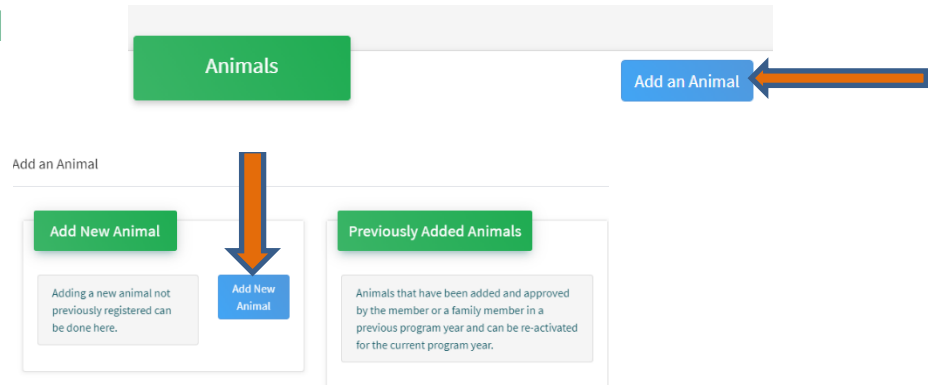 Animals
Add an Animal
Add an Animal
Add New Animal
Adding a new animal not
previously registered can
be done here.
Add New
Animal
Previously Added Animals
Animals that have been added and approved
by the member or a family member in a
previous program year and can be re-activated
for the current program year.